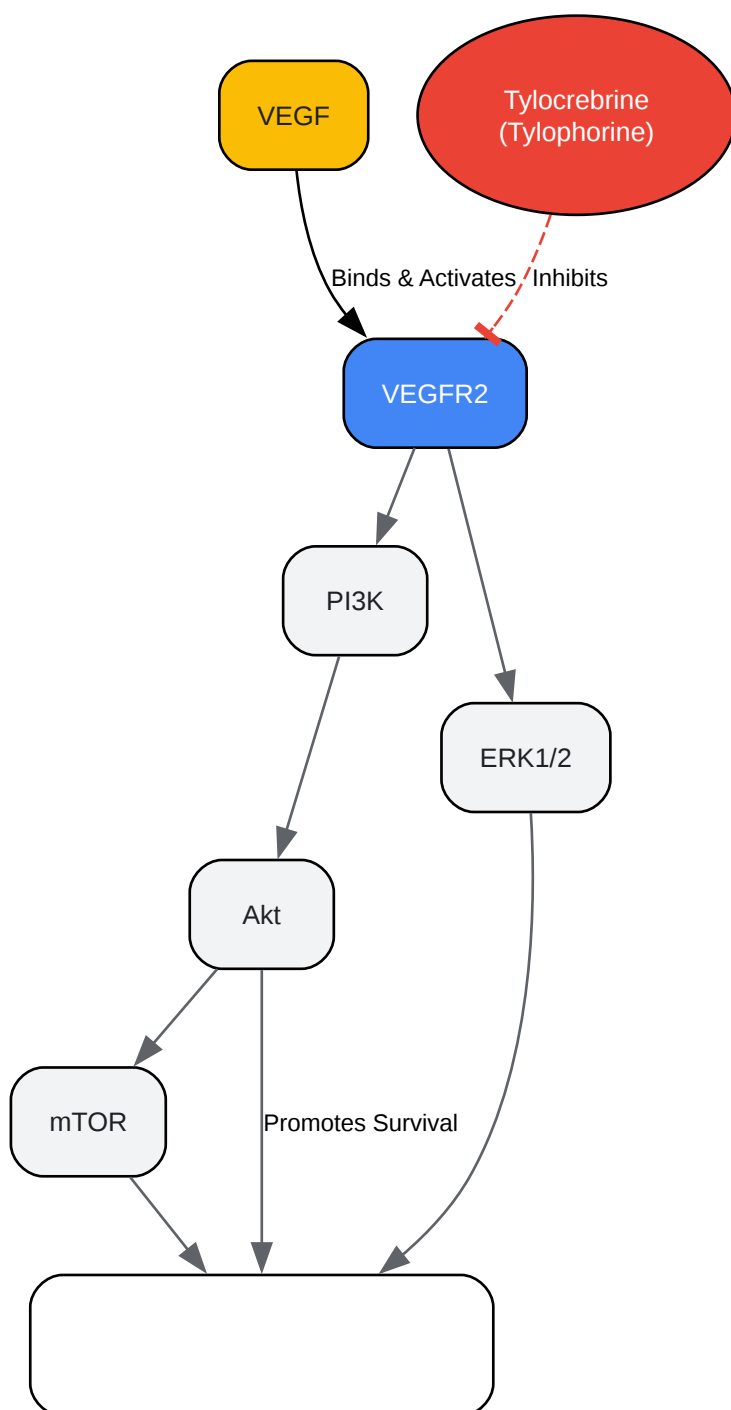 VEGF
Tylocrebrine
(Tylophorine)
Binds & Activates
Inhibits
VEGFR2
PI3K
ERK1/2
Akt
mTOR
Promotes Survival